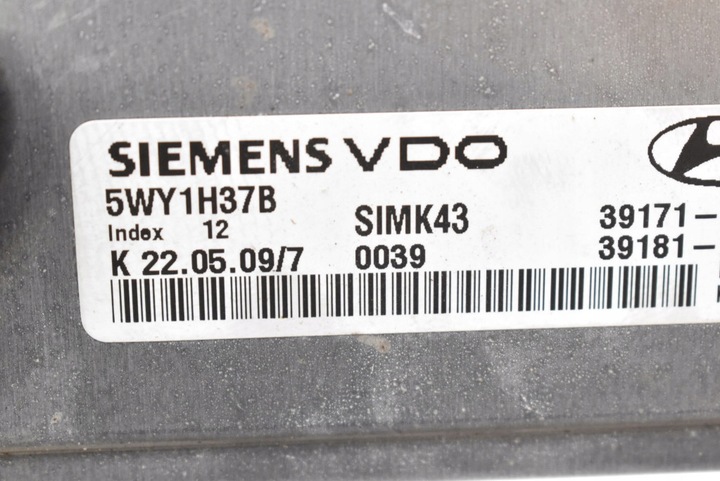 SIEMENS VDO
5WY1H37B
Index 12
SIMK43
39171-
K 22.05.09/7
0039
39181-